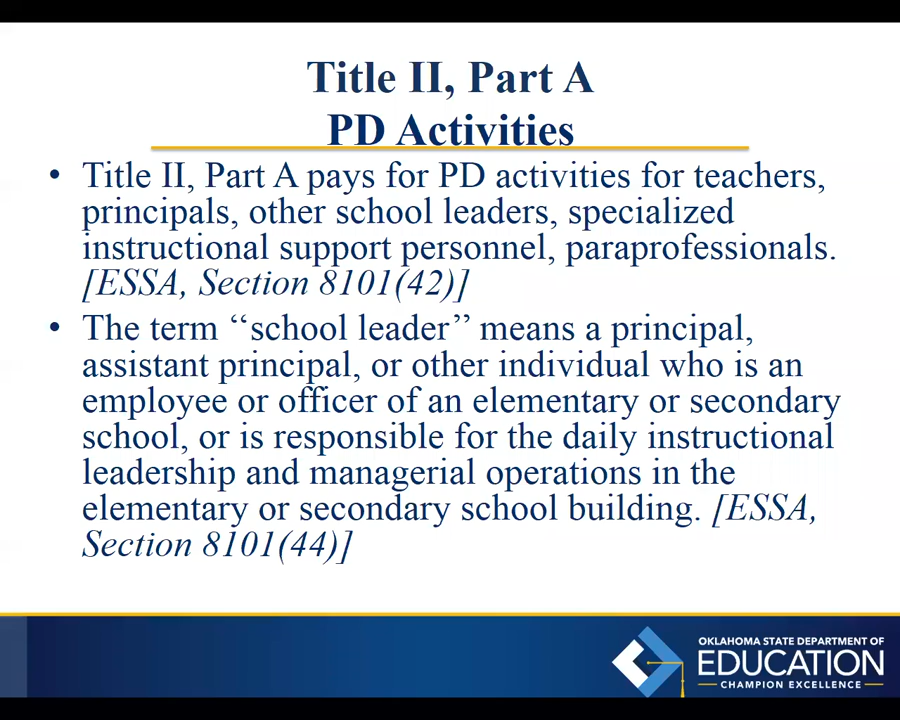 Title II, Part A
PD Activities
• Title II, Part A pays for PD activities for teachers,
principals, other school leaders, specialized
instructional support personnel, paraprofessionals.
[ESSA, Section 8101(42)]
• The term ‘‘school leader’’ means a principal,
assistant principal, or other individual who is an
employee or officer of an elementary or secondary
school, or is responsible for the daily instructional
leadership and managerial operations in the
elementary or secondary school building. [ESSA,
Section 8101(44)]
OKLAHOMA STATE DEPARTMENT OF
EDUCATION
CHAMPION EXCELLENCE